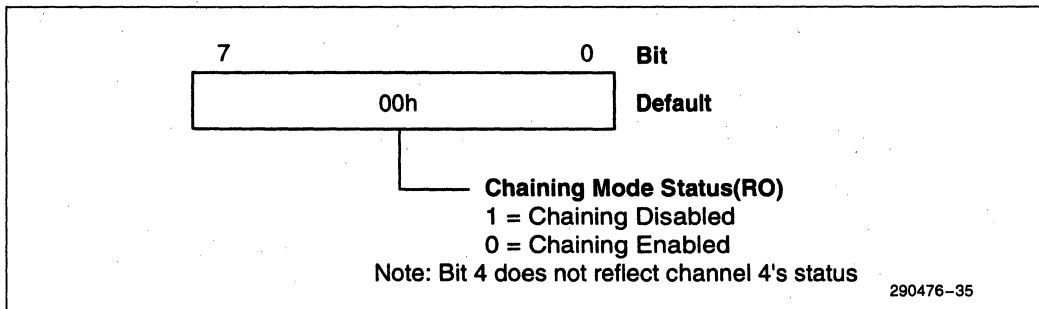 7 0 Bit
00h Default
Chaining Mode Status(RO)
1 = Chaining Disabled
0 = Chaining Enabled
Note: Bit 4 does not reflect channel 4's status
290476-35